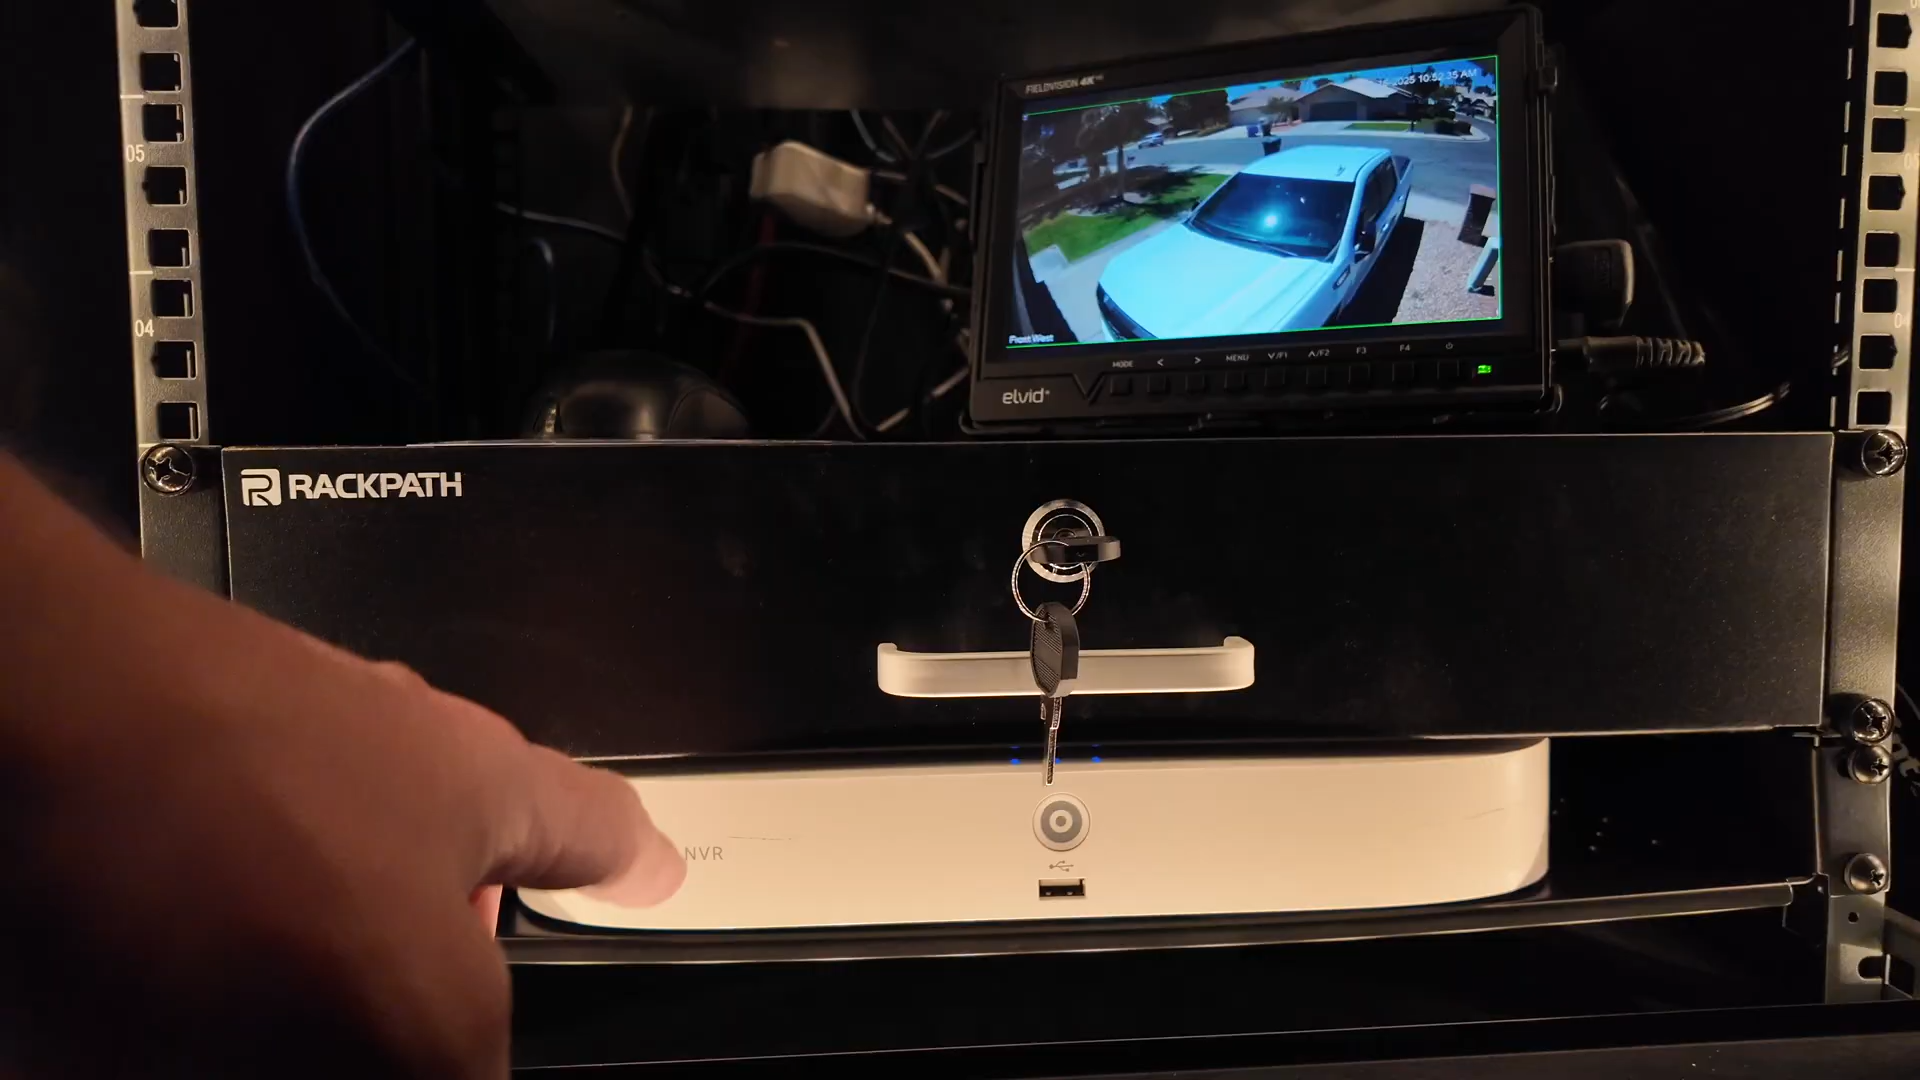 FIELDVISION 4K
2025 10:52:35 AM
Front West
MODE < > MENU V/F1 A/F2 F3 F4
elvid
05
04
RACKPATH
NVR